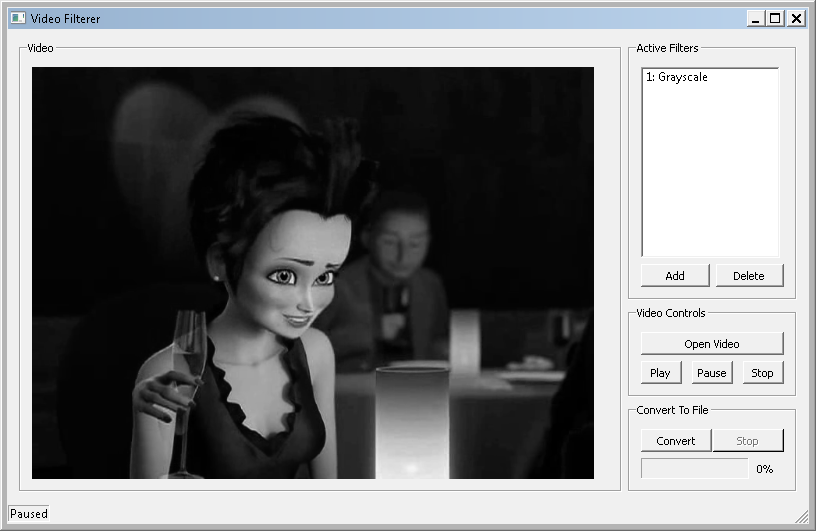 Video Filterer
Video
Active Filters
1: Grayscale
Add
Delete
Video Controls
Open Video
Play
Pause
Stop
Convert To File
Convert
Stop
0%
Paused